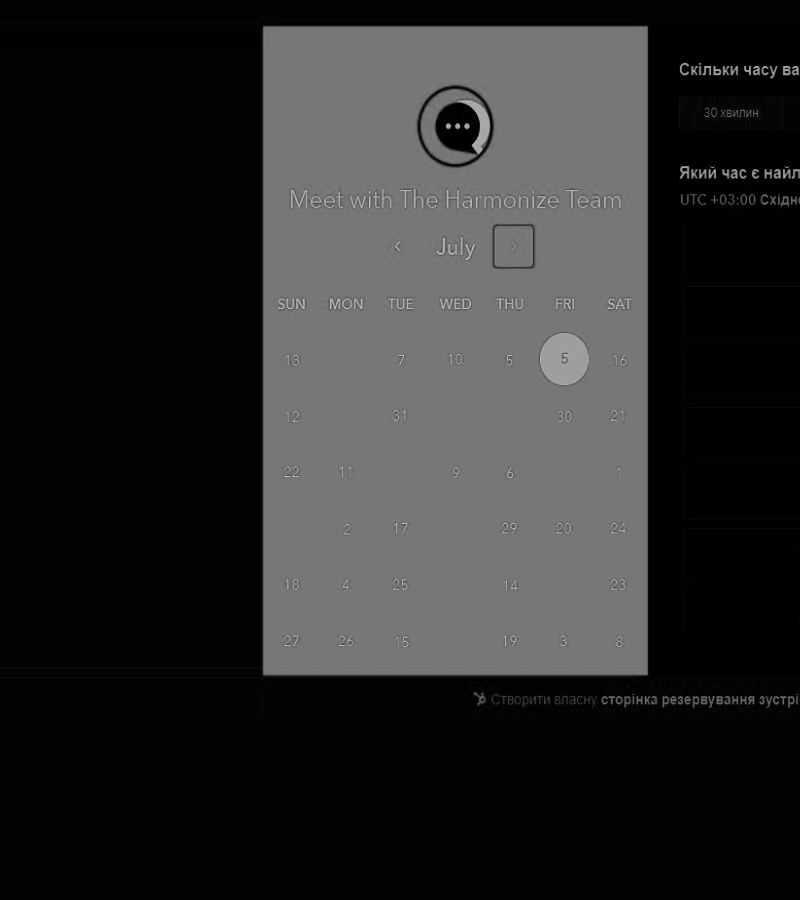 Meet with The Harmonize Team
July
SUN MON TUE WED THU FRI SAT
13 7 10 5 5 16
12 31 30 21
22 11 9 6 1
2 17 29 20 24
18 4 25 14 23
27 26 15 19 3 8
Скільки часу ва
30 хвилин
Який час є найл
UTC +03:00 Східно
Створити власну сторінка резервування зустрі